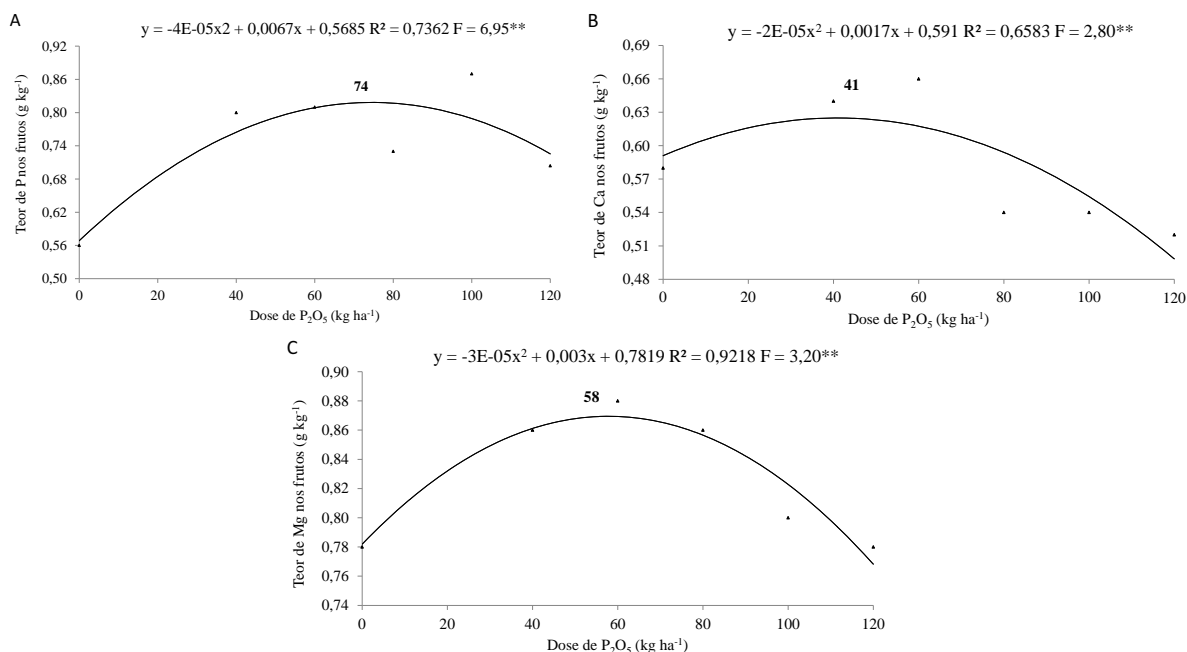 A
y = -4E-05x2 + 0,0067x + 0,5685 R² = 0,7362 F = 6,95**
Teor de P nos frutos (g kg⁻¹)
0,92
0,86
0,80
0,74
0,68
0,62
0,56
0,50
74
0 20 40 60 80 100 120
Dose de P₂O₅ (kg ha⁻¹)
B
y = -2E-05x² + 0,0017x + 0,591 R² = 0,6583 F = 2,80**
Teor de Ca nos frutos (g kg⁻¹)
0,69
0,66
0,63
0,60
0,57
0,54
0,51
0,48
41
0 20 40 60 80 100 120
Dose de P₂O₅ (kg ha⁻¹)
C
y = -3E-05x² + 0,003x + 0,7819 R² = 0,9218 F = 3,20**
Teor de Mg nos frutos (g kg⁻¹)
0,90
0,88
0,86
0,84
0,82
0,80
0,78
0,76
0,74
58
0 20 40 60 80 100 120
Dose de P₂O₅ (kg ha⁻¹)